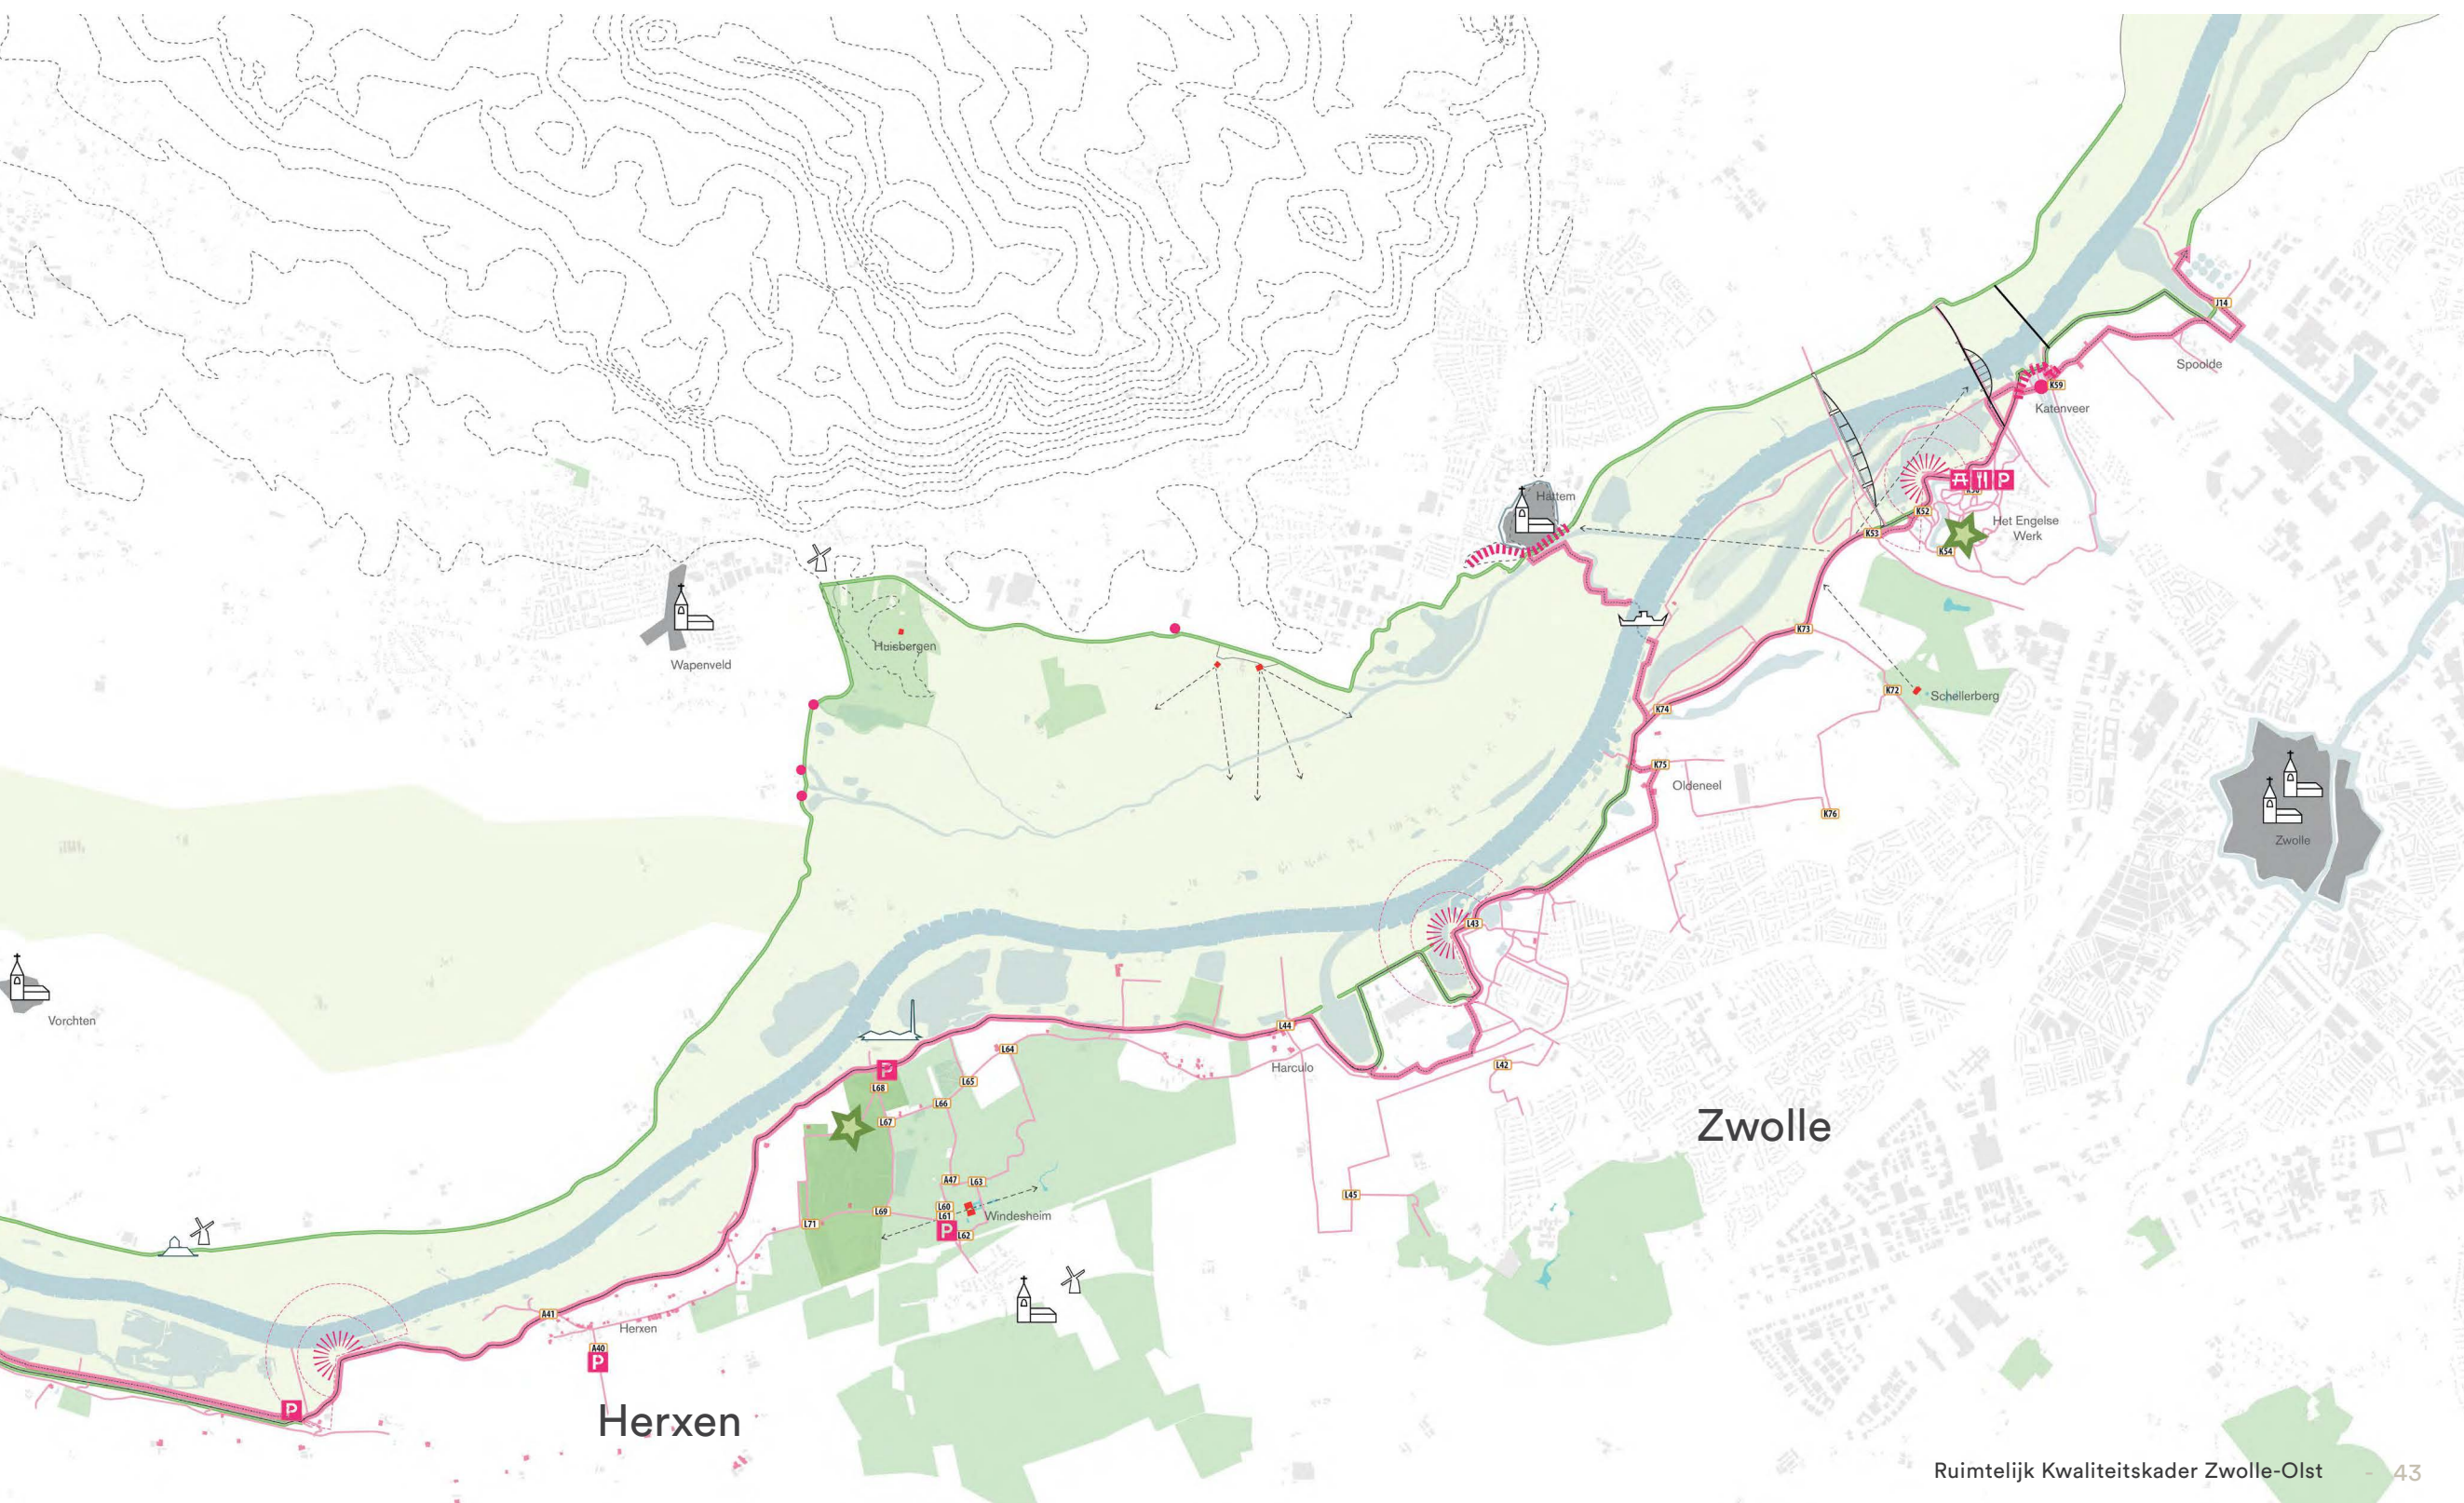 J14
Spoolde
K59
Katenveer
P
Hattem
K52
Het Engelse
Werk
K53
K54
K73
Huisbergen
Wapenveld
K72
Schellerberg
K74
K75
Oldeneel
K76
Zwolle
L43
Vorchten
L44
L64
Harculo
L42
P
L65
L68
L66
L67
Zwolle
A47
L63
L45
L60
L69
L61
Windesheim
L71
P
L62
A41
Herxen
A40
P
P
Herxen
Ruimtelijk Kwaliteitskader Zwolle-Olst - 43